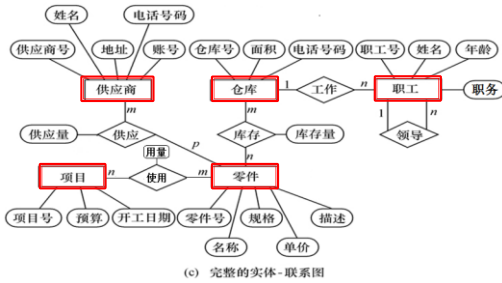 姓名 电话号码
供应商号 地址 账号 仓库号 面积 电话号码 职工号 姓名 年龄
供应商 仓库 1 工作 n 职工 职务
m m 1 n
供应量 供应 库存 库存量 领导
用量 p n
项目 n 使用 m 零件
项目号 预算 开工日期 零件号 规格 描述
名称 单价
(c) 完整的实体-联系图